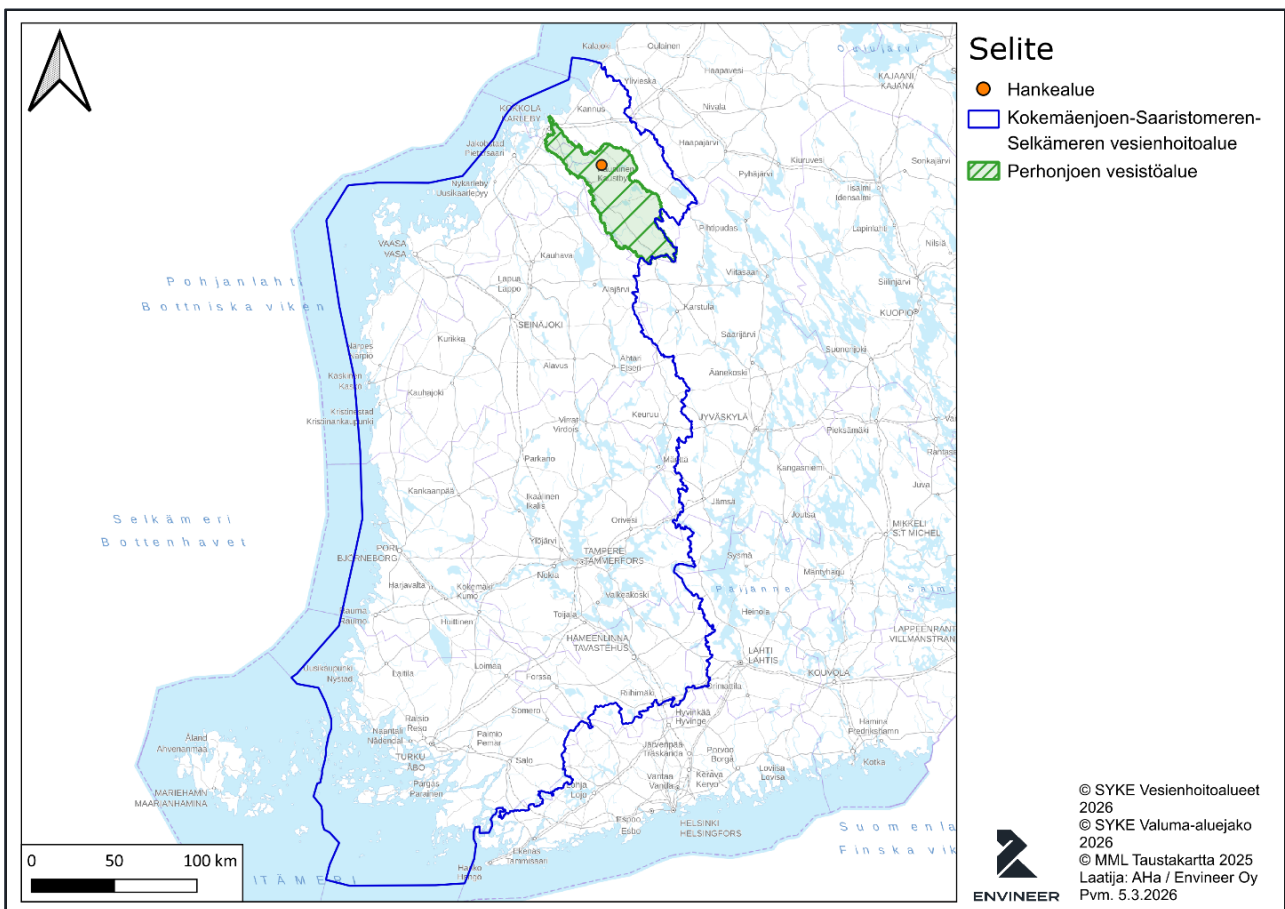 Selite
Hankealue
Kokemäenjoen-Saaristomeren-
Selkämeren vesienhoitoalue
Perhonjoen vesistöalue
Kalajoki
Oulainen
Oulujärvi
Ylivieska
Haapavesi
KAJAANI
KAJANA
KOKKOLA
KARLEBY
Kannus
Nivala
Jakobstad
Pietarsaari
Haapajärvi
Kiuruvesi
Sonkajärvi
Kaustby
Pyhäjärvi
Iisalmi
Idensalmi
Nykarleby
Uusikaarlepyy
Pihtipudas
Lapinlahti
Nilsiä
VAASA
VASA
Kauhava
Viitasaari
Siilinjärvi
Pohjanlahti
Bottniska viken
Lapua
Lappo
Alajärvi
Karstula
KUOPIO
SEINÄJOKI
Saarijärvi
Suonenjoki
Kurikka
Närpes
Närpiö
Alavus
Ähtäri
Etseri
Äänekoski
Kaskinen
Kaskö
Kauhajoki
Kristinestad
Kristiinankaupunki
Virrat
Virdois
Keuruu
JYVÄSKYLÄ
Pieksämäki
Parkano
Mänttä
Kangasniemi
Juva
Kankaanpää
Ikaalinen
Ikalis
Jämsä
Joutsa
Selkämeri
Bottenhavet
Orivesi
MIKKELI
S:T MICHEL
PORI
BJÖRNEBORG
Ylöjärvi
TAMPERE
TAMMERFORS
Sysmä
Nokia
Mäntyharju
Harjavalta
Kokemäki
Kumo
Valkeakoski
Päijänne
Rauma
Raumo
Huittinen
Toijala
Heinola
HÄMEENLINNA
TAVASTEHUS
LAPPEENRANT
VILLMANSTRAN
Uusikaupunki
Nystad
Laitila
Loimaa
Forssa
LAHTI
LAHTIS
KOUVOLA
Riihimäki
Orimattila
Somero
Hyvinkää
Hyvinge
Hamina
Fredrikshamn
Åland
Ahvenanmaa
Raisio
Reso
Naantali
Nådendal
Paimio
Pemar
Järvenpää
Träskända
Porvoo
Borgå
Kotka
TURKU
ÅBO
Salo
Vantaa
Vanda
Kerava
Kervo
Loviisa
Lovisa
MARIEHAMN
MAARIANHAMINA
Pargas
Parainen
Lohja
Lojo
Espoo
Esbo
HELSINKI
HELSINGFORS
Suomenla
Finska vik
Ekenäs
Tammisaari
Hanko
Hangö
ITÄMERI
0 50 100 km
ENVINEER
© SYKE Vesienhoitoalueet
2026
© SYKE Valuma-aluejako
2026
© MML Taustakartta 2025
Laatija: AHa / Envineer Oy
Pvm. 5.3.2026